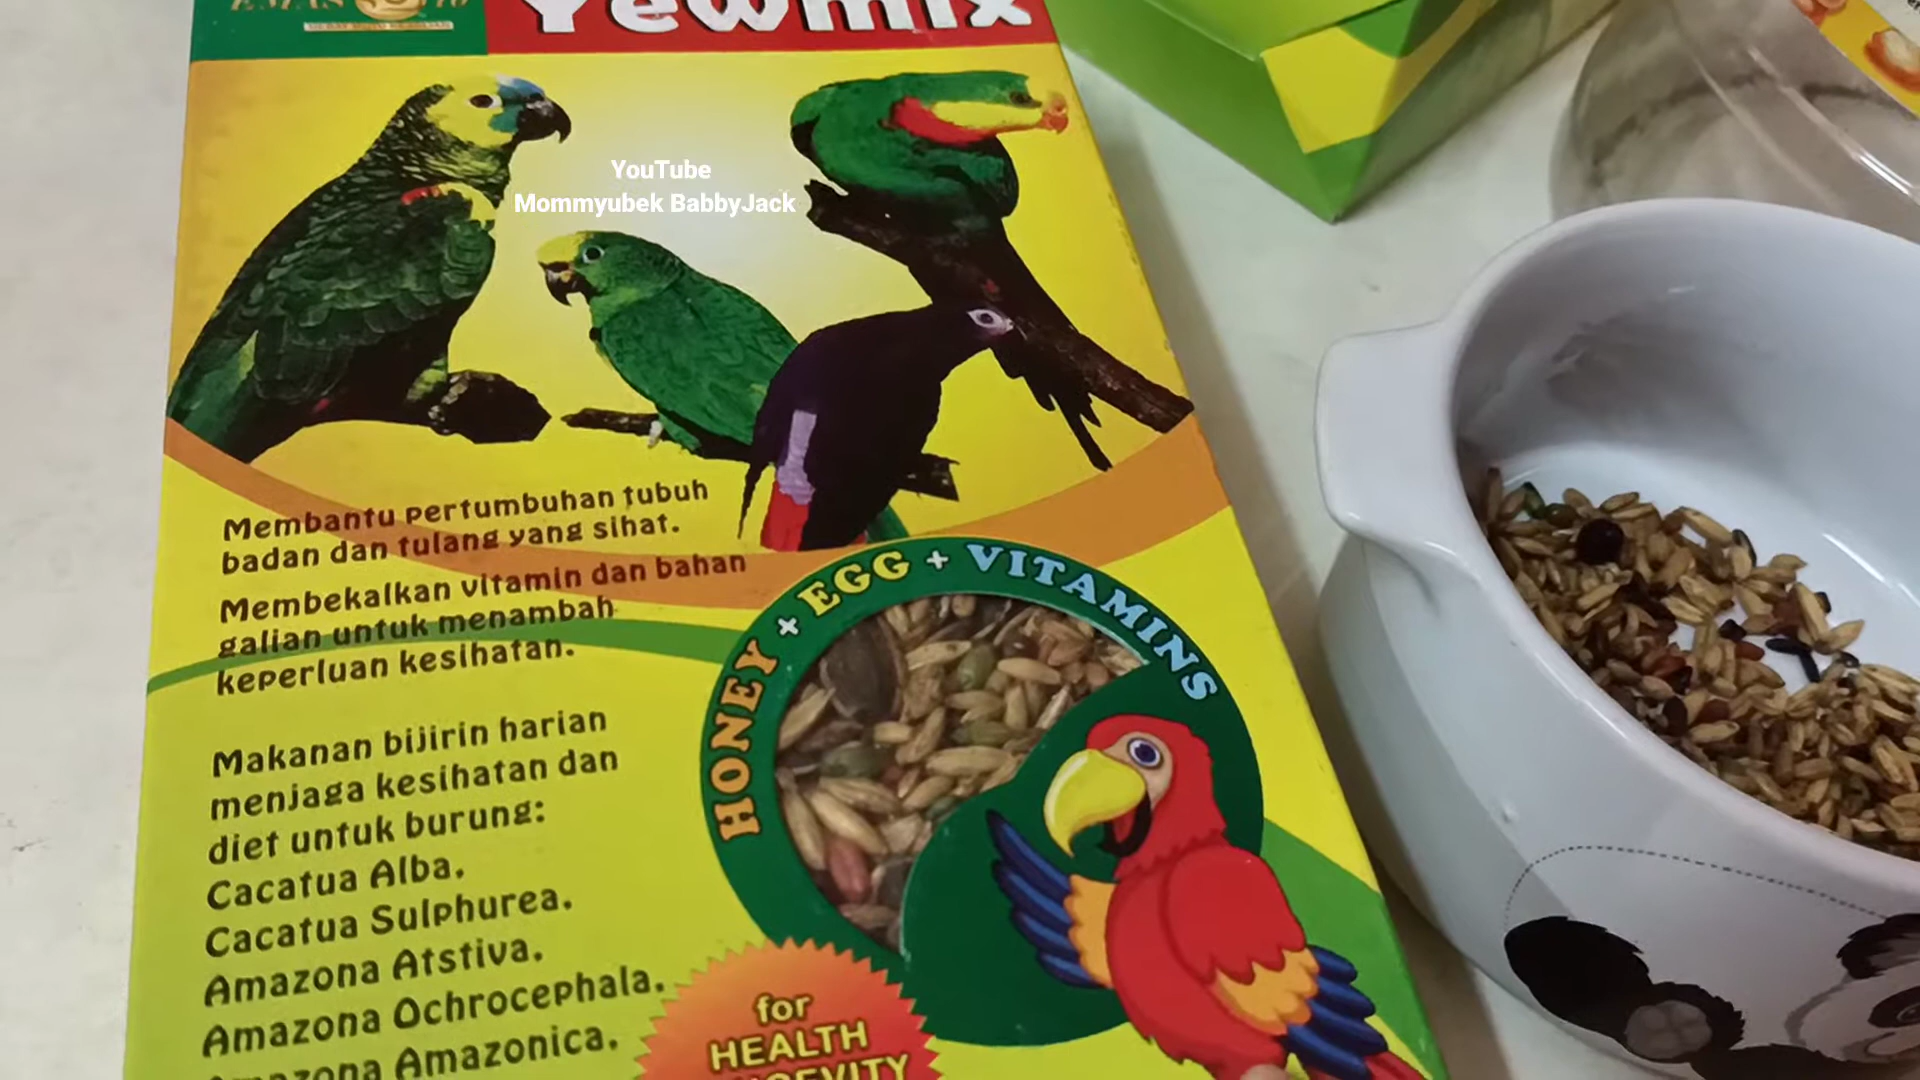 EMAS
Yewmix
YouTube
Mommyubek BabbyJack
Membantu pertumbuhan tubuh
badan dan tulang yang sihat.
Membekalkan vitamin dan bahan
galian untuk menambah
keperluan kesihatan.
Makanan bijirin harian
menjaga kesihatan dan
diet untuk burung:
Cacatua Alba.
Cacatua Sulphurea.
Amazona Atstiva.
Amazona Ochrocephala.
Amazona Amazonica.
HONEY + EGG + VITAMINS
for
HEALTH